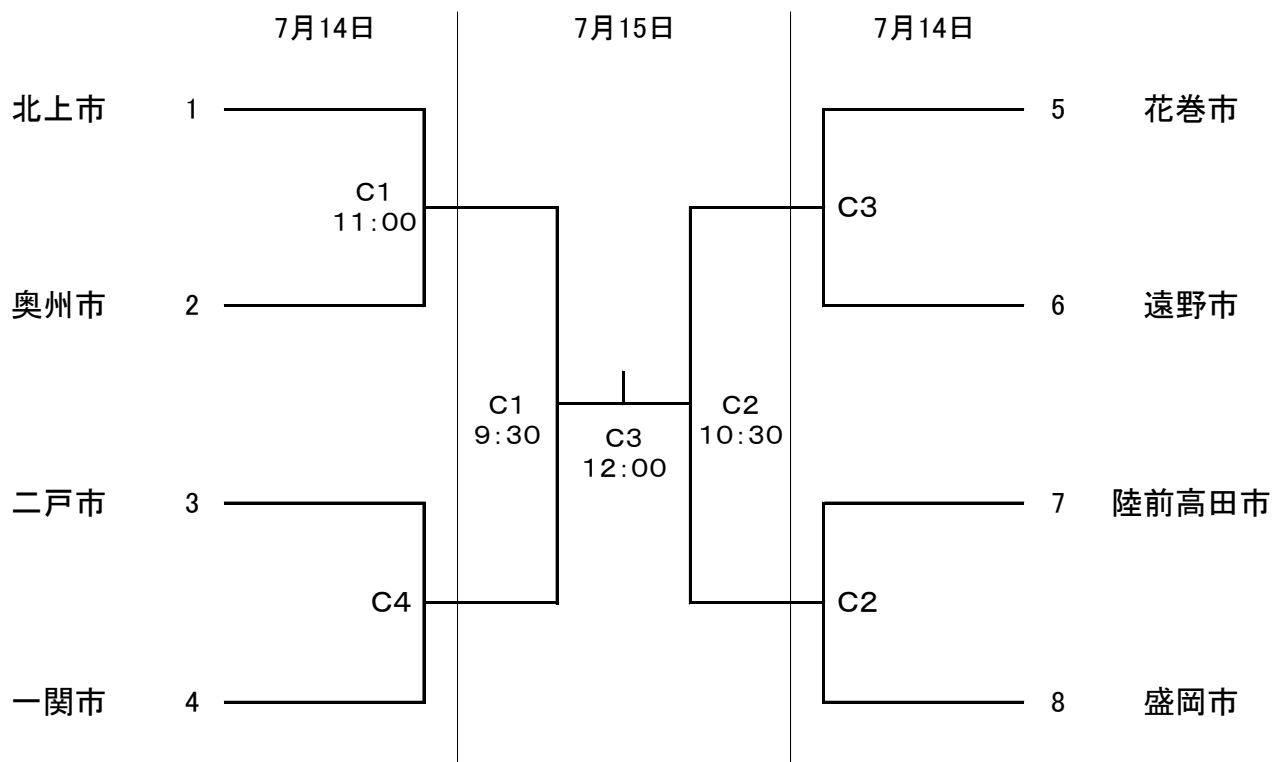 7月14日 7月15日 7月14日
北上市 1 5 花巻市
C1
11:00
C3
奥州市 2 6 遠野市
C1
9:30
C3
12:00
C2
10:30
二戸市 3 7 陸前高田市
C4 C2
一関市 4 8 盛岡市